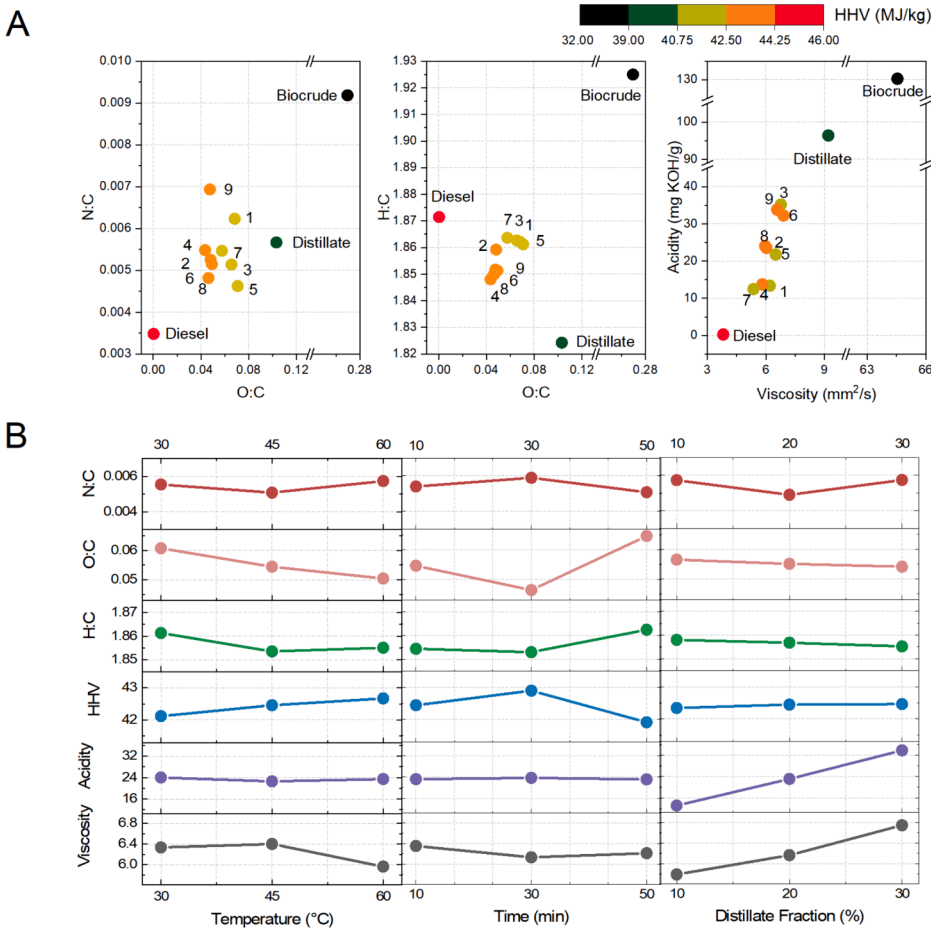 A
HHV (MJ/kg)
32.00 39.00 40.75 42.50 44.25 46.00
0.010
0.009
0.008
0.007
0.006
0.005
0.004
0.003
N:C
Biocrude
9
1
4
7
Distillate
2
3
6
8
5
Diesel
0.00 0.04 0.08 0.12 0.28
O:C
1.93
1.92
1.91
1.90
1.89
1.88
1.87
1.86
1.85
1.84
1.83
1.82
H:C
Biocrude
Diesel
7 3 1
2 5
9
6
8
4
Distillate
0.00 0.04 0.08 0.12 0.28
O:C
130
100
90
40
30
20
10
0
Acidity (mg KOH/g)
Biocrude
Distillate
9 3
6
8 2
5
7 4 1
Diesel
3 6 9 63 66
Viscosity (mm²/s)
B
30 45 60 10 30 50 10 20 30
N:C
0.006
0.004
O:C
0.06
0.05
H:C
1.87
1.86
1.85
HHV
43
42
Acidity
32
24
16
Viscosity
6.8
6.4
6.0
30 45 60 10 30 50 10 20 30
Temperature (°C) Time (min) Distillate Fraction (%)